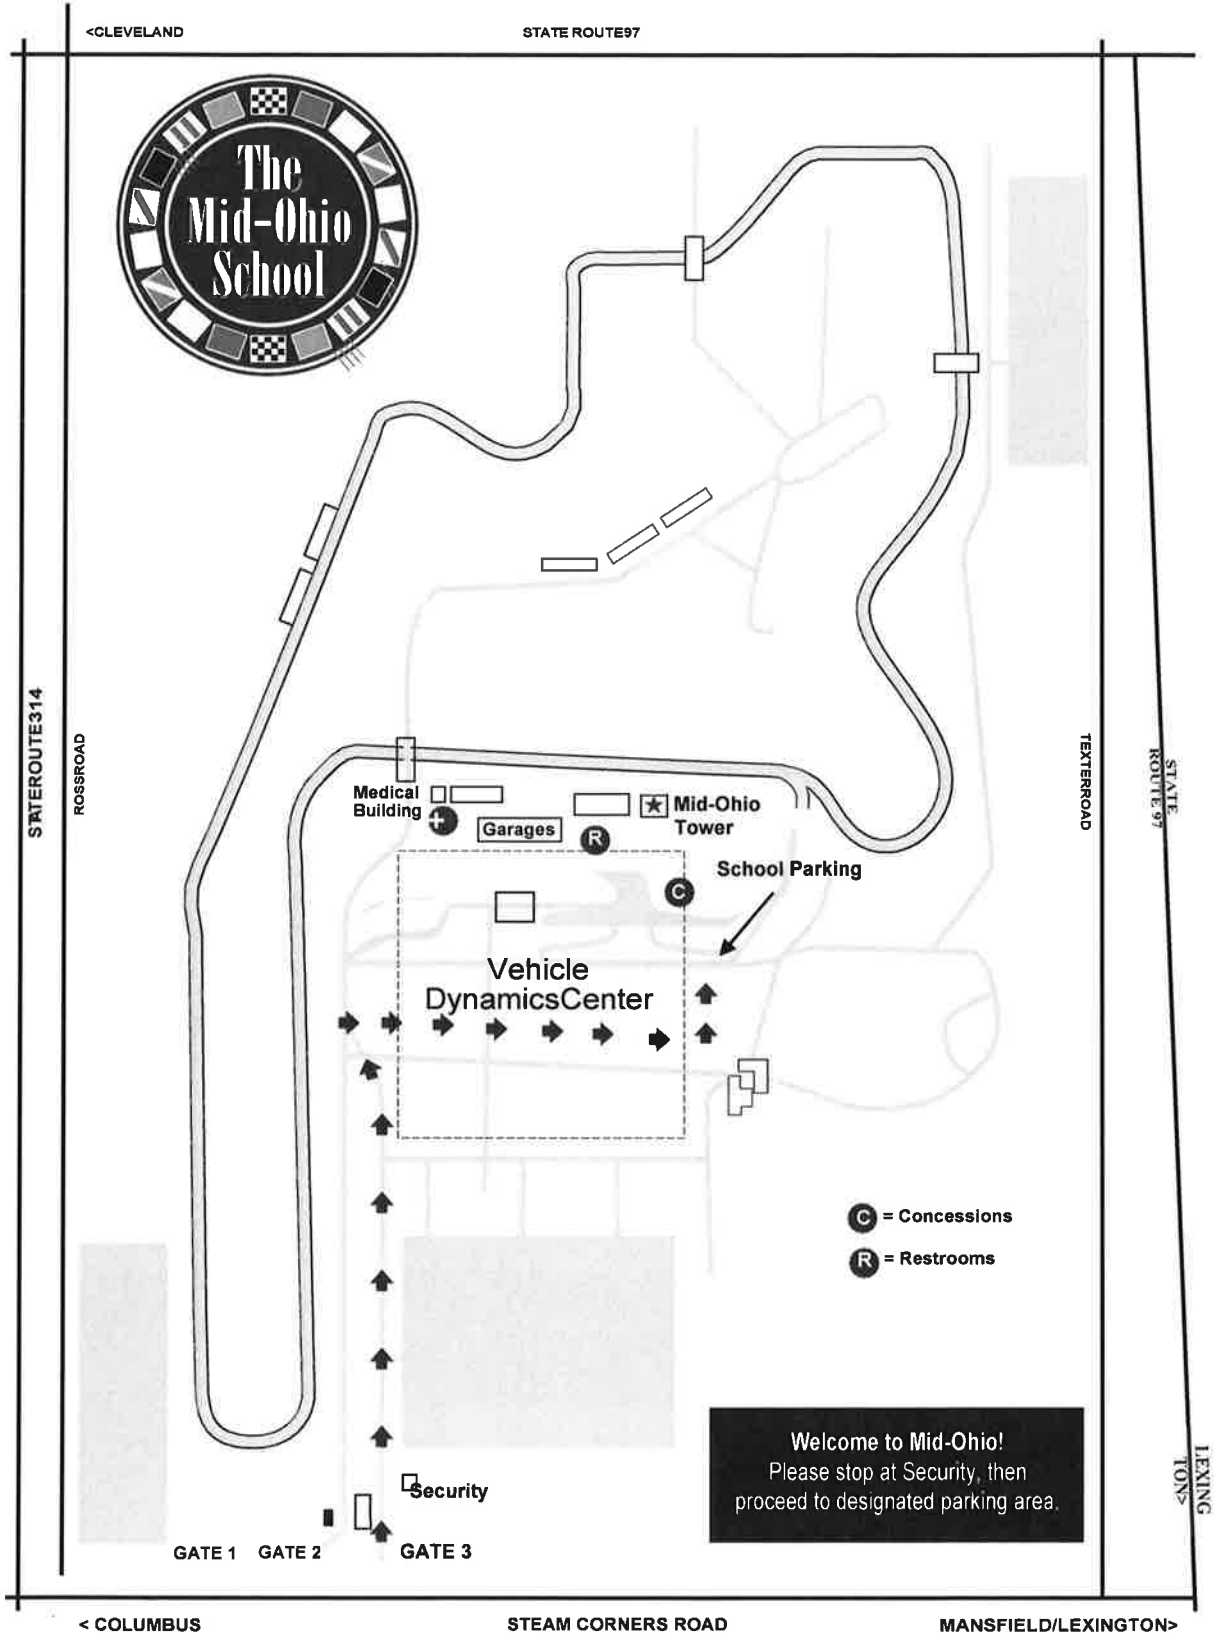 <CLEVELAND
STATE ROUTE97
The
Mid-Ohio
School
STATEROUTE314
ROSSROAD
TEXTERROAD
STATE
ROUTE 97
Medical
Building
Garages
R
Mid-Ohio
Tower
School Parking
C
Vehicle
DynamicsCenter
C = Concessions
R = Restrooms
Welcome to Mid-Ohio!
Please stop at Security, then
proceed to designated parking area.
LEXING
TON>
Security
GATE 1
GATE 2
GATE 3
< COLUMBUS
STEAM CORNERS ROAD
MANSFIELD/LEXINGTON>